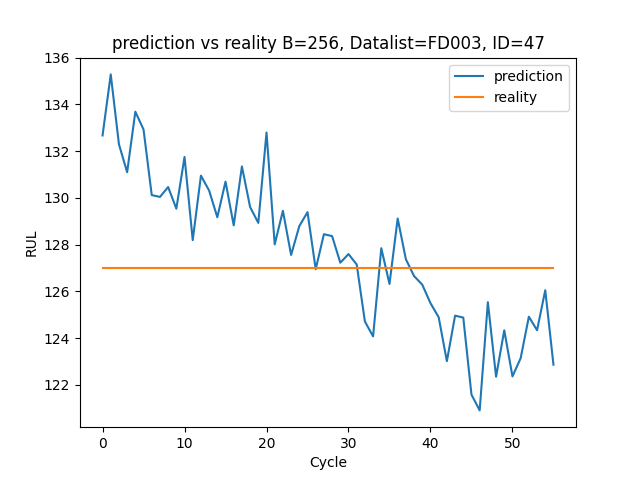 prediction vs reality B=256, Datalist=FD003, ID=47
prediction
reality
RUL
136
134
132
130
128
126
124
122
0 10 20 30 40 50
Cycle